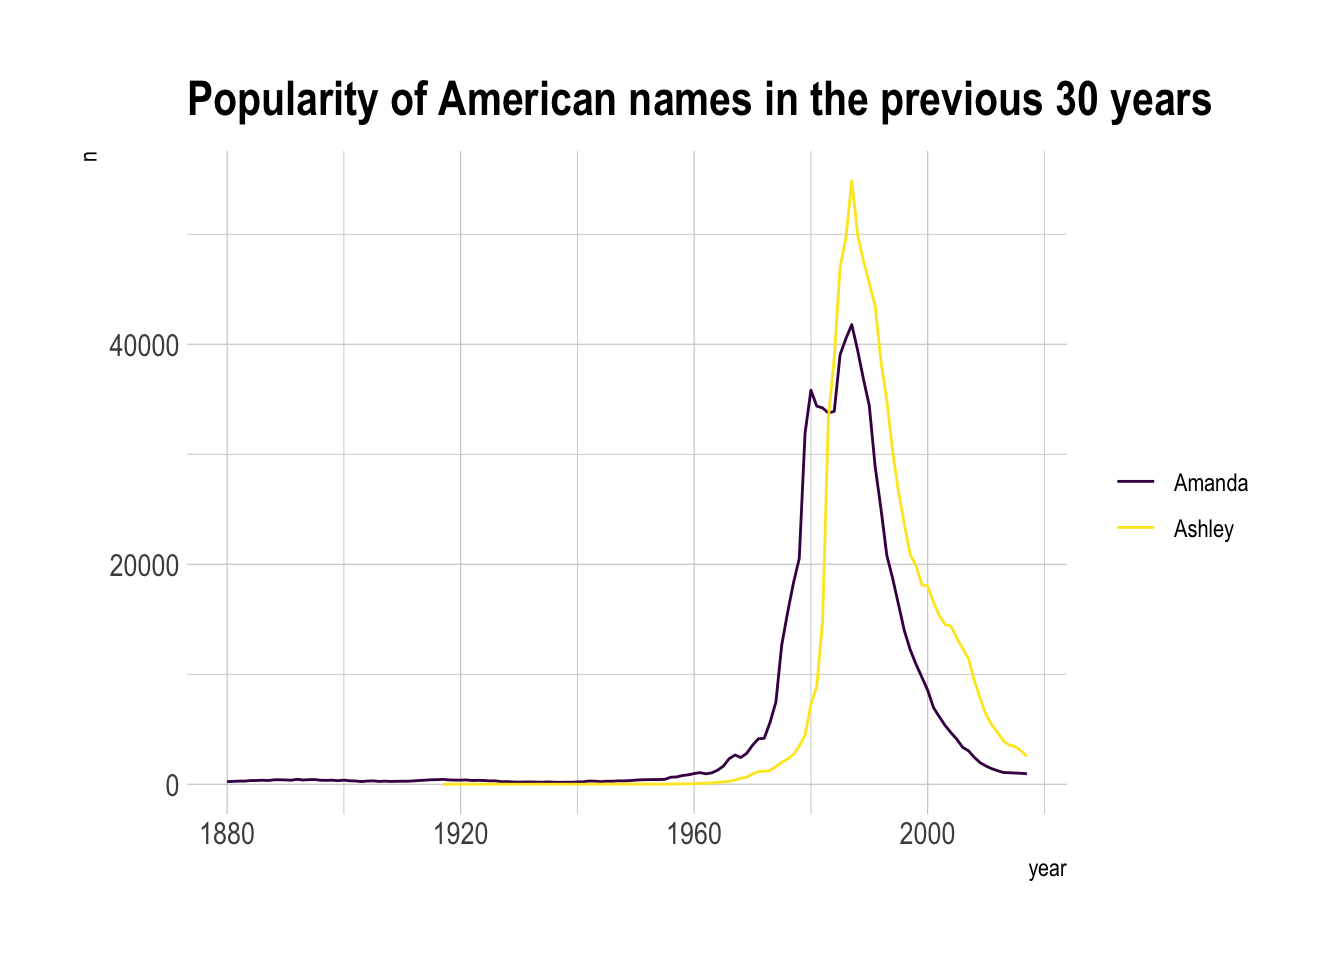 Popularity of American names in the previous 30 years
n
40000
20000
0
1880 1920 1960 2000
year
Amanda
Ashley